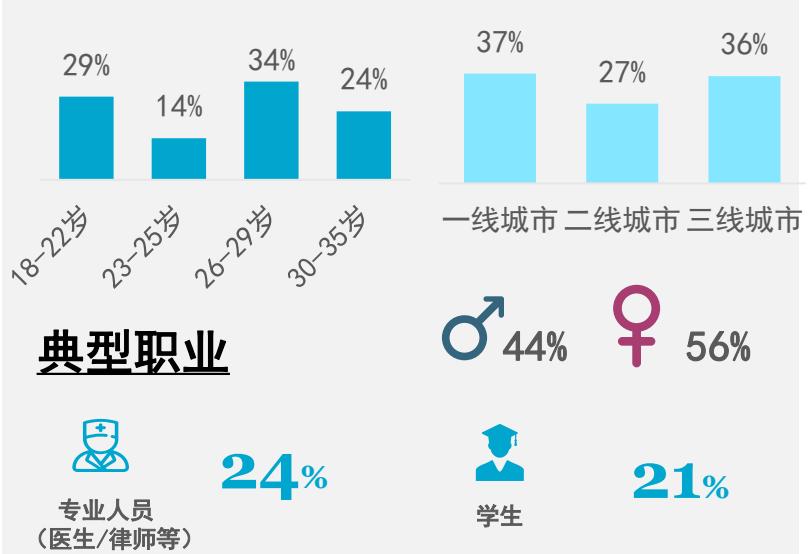 29%
14%
34%
24%
18-22岁
23-25岁
26-29岁
30-35岁
37%
27%
36%
一线城市 二线城市 三线城市
44%
56%
典型职业
24%
专业人员
（医生/律师等）
21%
学生